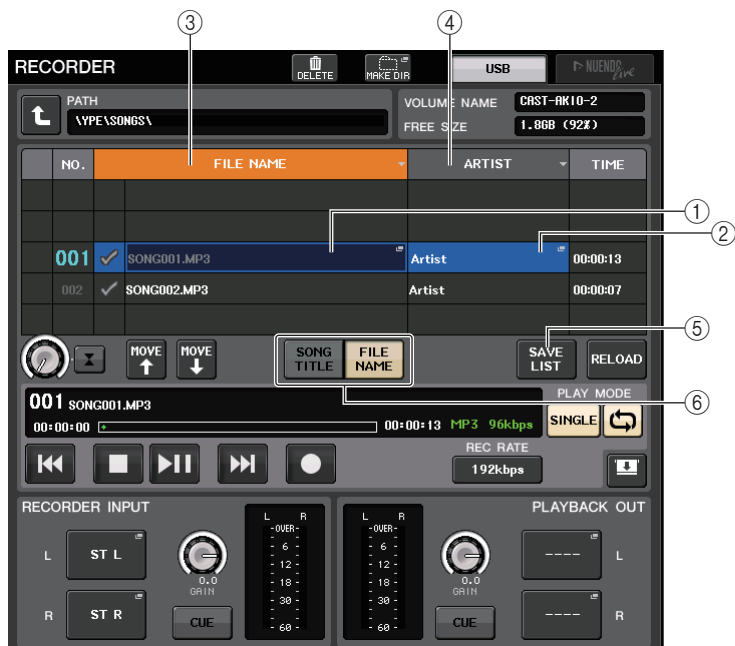 ③ ④
RECORDER DELETE MAKE DIR USB NUENDO Live
PATH
\YPE\SONGS\
VOLUME NAME CAST-AKIO-2
FREE SIZE 1.8GB (92%)
NO. FILE NAME ARTIST TIME
①
②
001 SONG001.MP3 Artist 00:00:13
002 SONG002.MP3 Artist 00:00:07
⑤
MOVE MOVE SONG TITLE FILE NAME SAVE LIST RELOAD
⑥
001 SONG001.MP3
00:00:00 00:00:13 MP3 96kbps
PLAY MODE
SINGLE
REC RATE
192kbps
RECORDER INPUT
L ST L
R ST R
0.0
GAIN
CUE
L R
-OVER-
- 6 -
- 12 -
- 18 -
- 30 -
- 60 -
PLAYBACK OUT
L R
-OVER-
- 6 -
- 12 -
- 18 -
- 30 -
- 60 -
0.0
GAIN
CUE
---- L
---- R